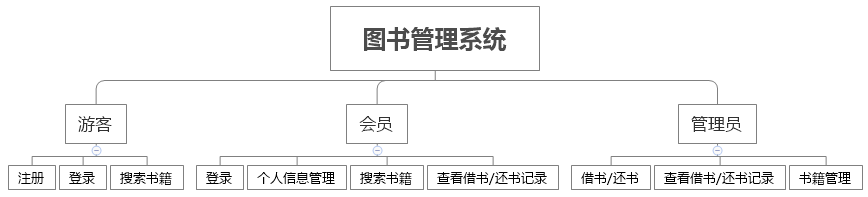 图书管理系统
游客
会员
管理员
注册
登录
搜索书籍
登录
个人信息管理
搜索书籍
查看借书/还书记录
借书/还书
查看借书/还书记录
书籍管理